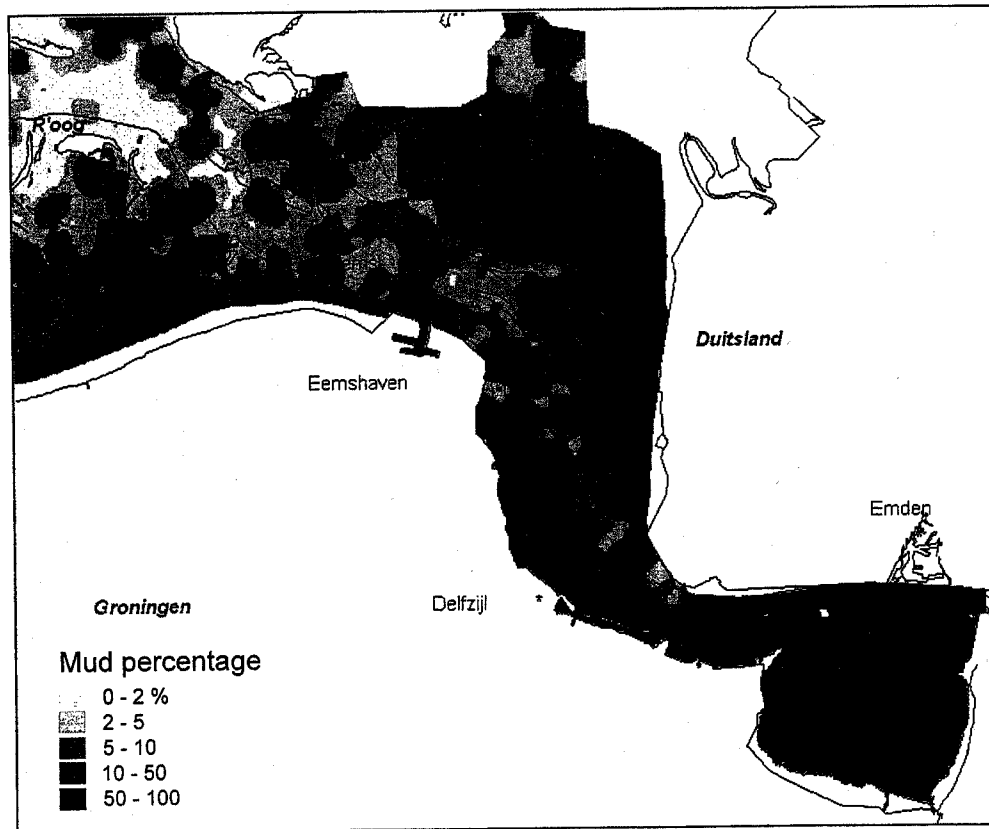 R'oog
Duitsland
Eemshaven
Emden
Delfzijl
Groningen
Mud percentage
0 - 2 %
2 - 5
5 - 10
10 - 50
50 - 100